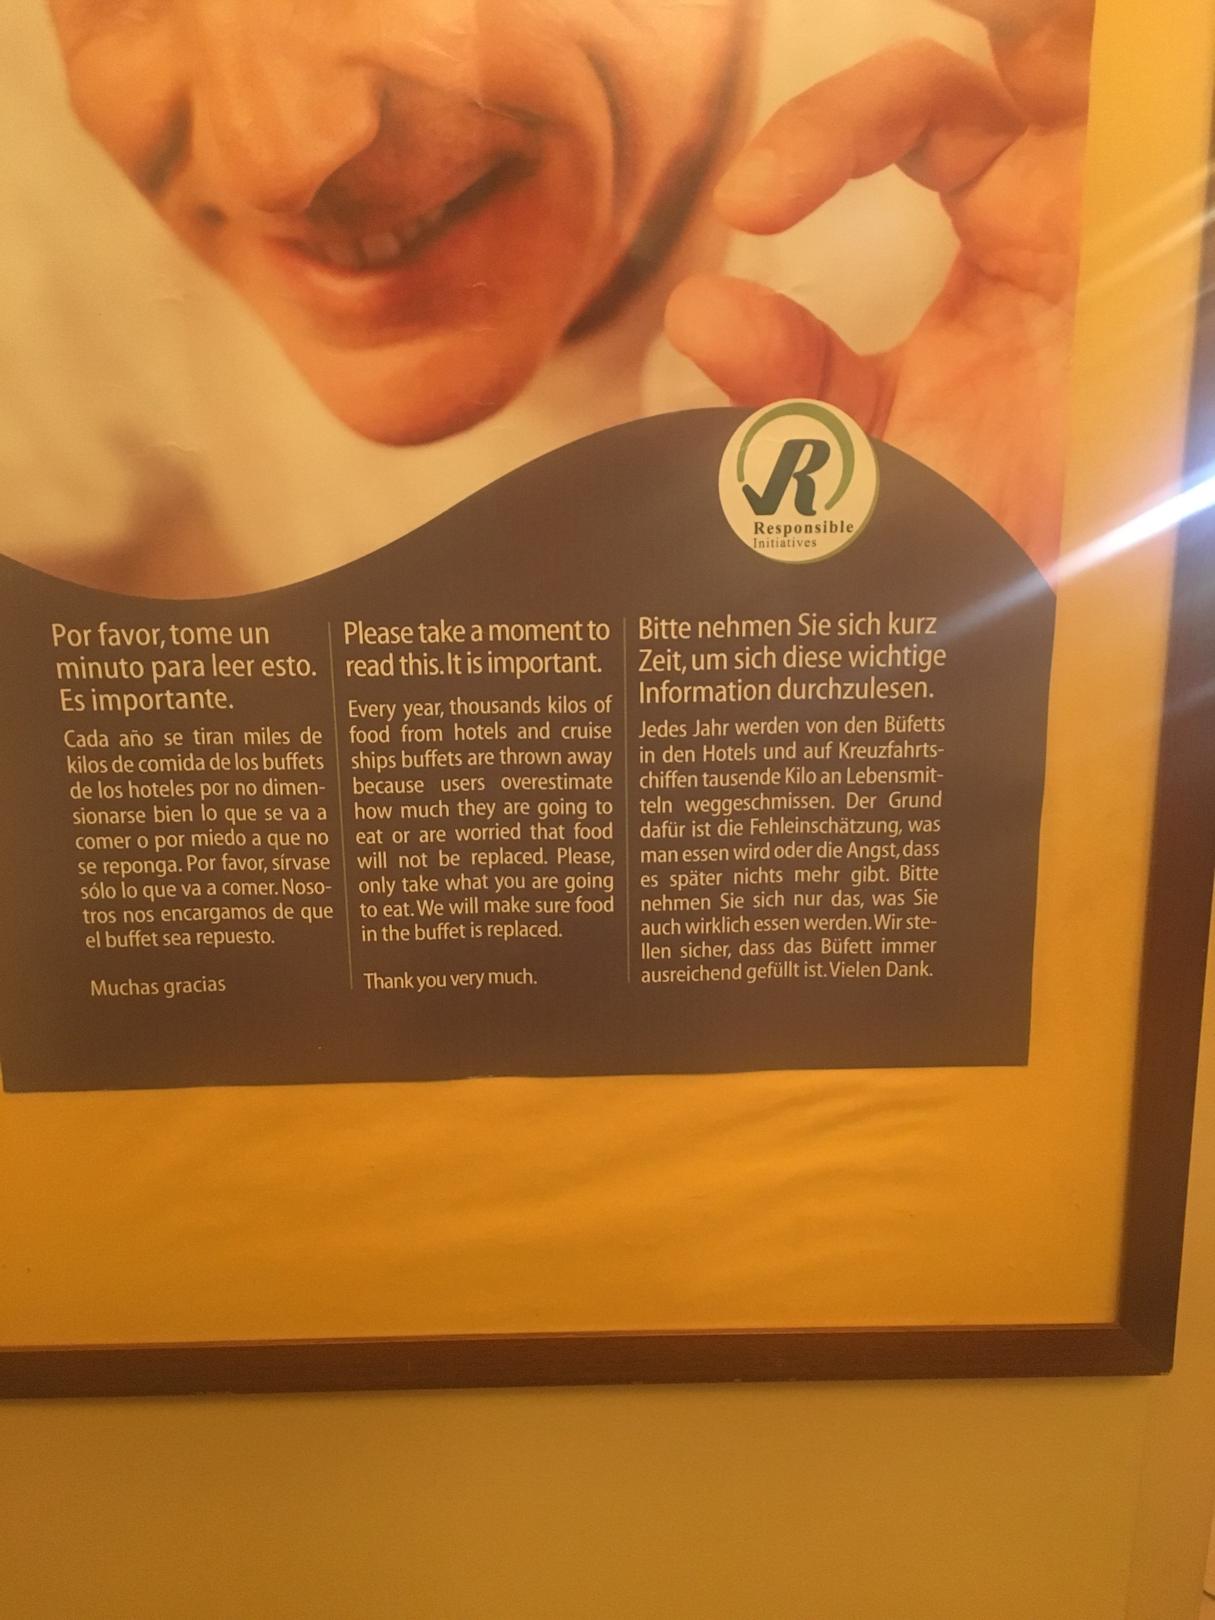 Responsible
Initiatives
Por favor, tome un
minuto para leer esto.
Es importante.
Cada año se tiran miles de
kilos de comida de los buffets
de los hoteles por no dimen-
sionarse bien lo que se va a
comer o por miedo a que no
se reponga. Por favor, sírvase
sólo lo que va a comer. Noso-
tros nos encargamos de que
el buffet sea repuesto.
Muchas gracias
Please take a moment to
read this. It is important.
Every year, thousands kilos of
food from hotels and cruise
ships buffets are thrown away
because users overestimate
how much they are going to
eat or are worried that food
will not be replaced. Please,
only take what you are going
to eat. We will make sure food
in the buffet is replaced.
Thank you very much.
Bitte nehmen Sie sich kurz
Zeit, um sich diese wichtige
Information durchzulesen.
Jedes Jahr werden von den Büfetts
in den Hotels und auf Kreuzfahrts-
chiffen tausende Kilo an Lebensmit-
teln weggeschmissen. Der Grund
dafür ist die Fehleinschätzung, was
man essen wird oder die Angst, dass
es später nichts mehr gibt. Bitte
nehmen Sie sich nur das, was Sie
auch wirklich essen werden. Wir ste-
llen sicher, dass das Büfett immer
ausreichend gefüllt ist. Vielen Dank.